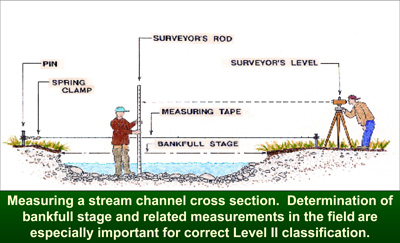 SURVEYOR'S ROD
PIN
SURVEYOR'S LEVEL
SPRING
CLAMP
MEASURING TAPE
BANKFULL STAGE
Measuring a stream channel cross section. Determination of
bankfull stage and related measurements in the field are
especially important for correct Level II classification.